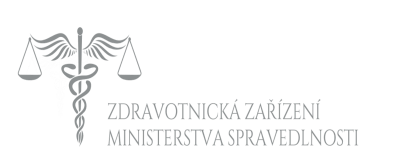 ZDRAVOTNICKÁ ZAŘÍZENÍ
MINISTERSTVA SPRAVEDLNOSTI